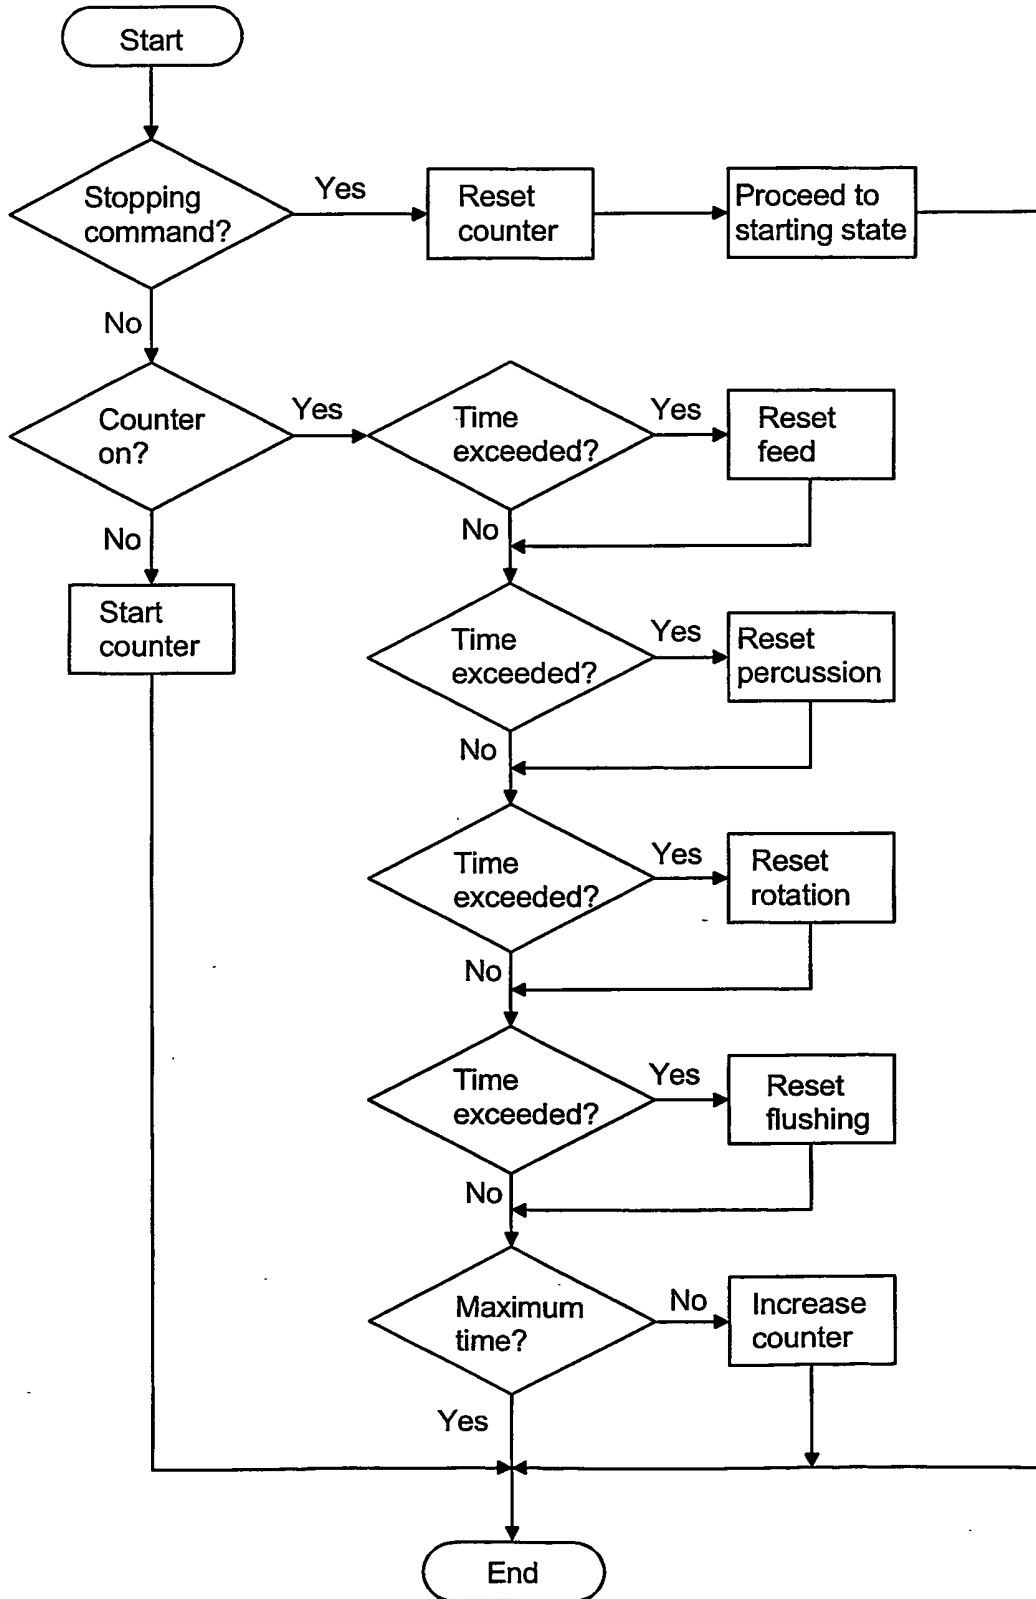 Start
Stopping
command?
Yes
Reset
counter
Proceed to
starting state
No
Counter
on?
Yes
Time
exceeded?
Yes
Reset
feed
No
No
Start
counter
Time
exceeded?
Yes
Reset
percussion
No
Time
exceeded?
Yes
Reset
rotation
No
Time
exceeded?
Yes
Reset
flushing
No
Maximum
time?
No
Increase
counter
Yes
End